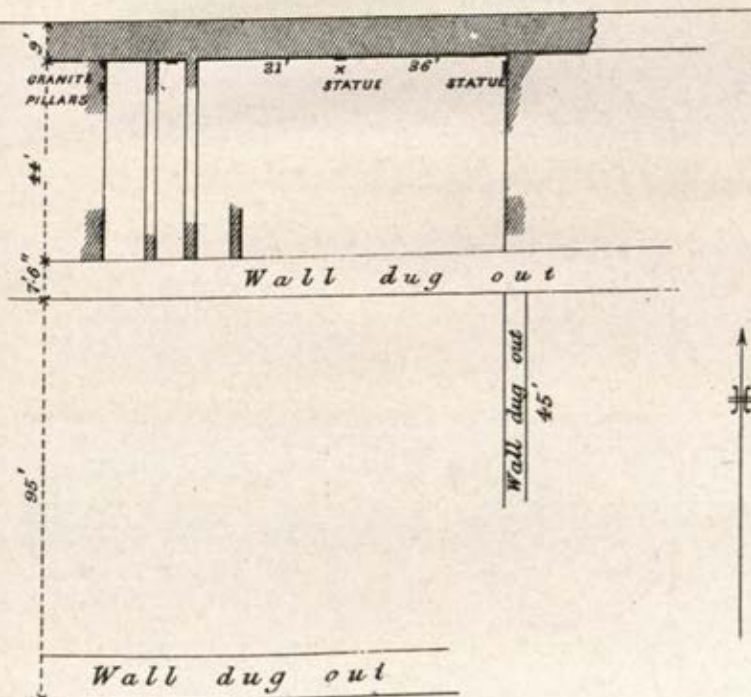 9'
31'
36'
GRANITE
PILLARS
×
STATUE
STATUE
44'
7'6"
Wall dug out
Wall dug out
45'
95'
Wall dug out